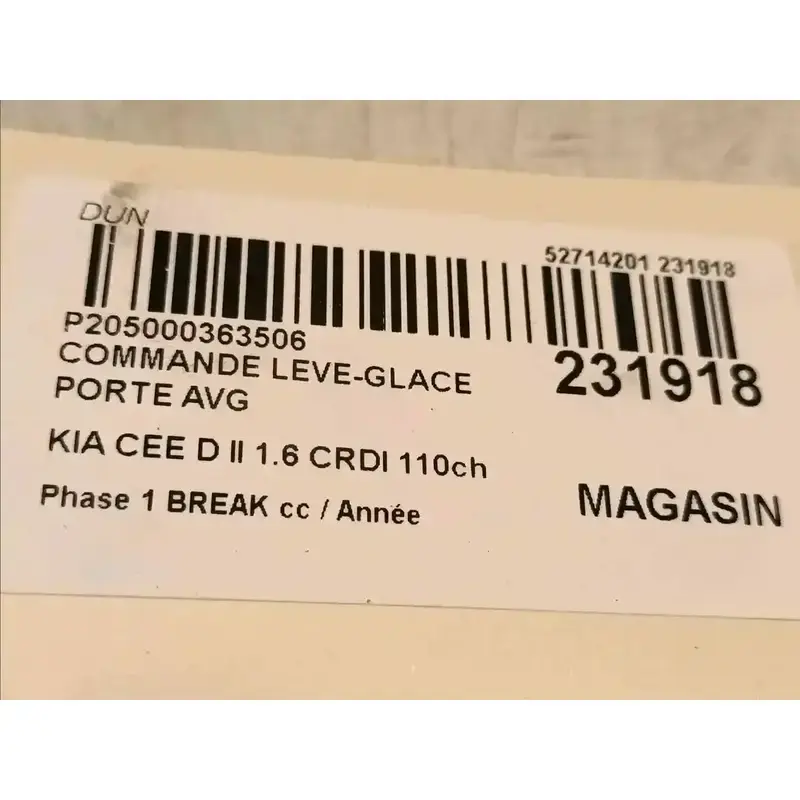 DUN
52714201 231918
P205000363506
COMMANDE LEVE-GLACE
PORTE AVG
231918
KIA CEE D II 1.6 CRDI 110ch
Phase 1 BREAK cc / Année
MAGASIN